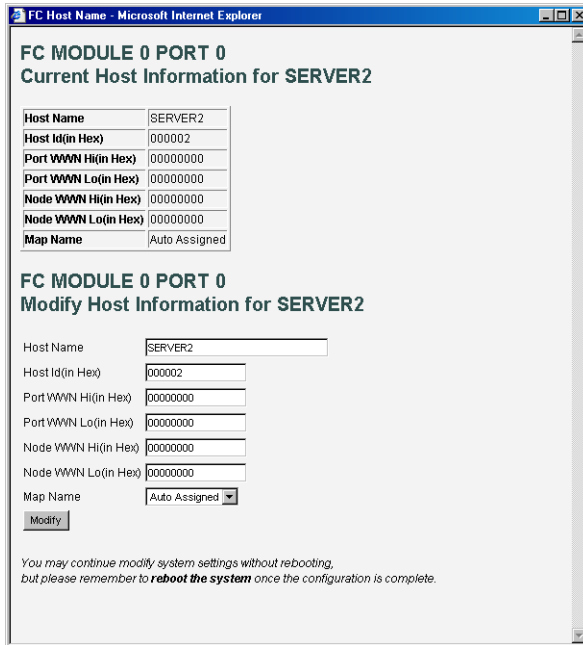 FC Host Name - Microsoft Internet Explorer
FC MODULE 0 PORT 0
Current Host Information for SERVER2
Host Name SERVER2
Host Id(in Hex) 000002
Port WWN Hi(in Hex) 00000000
Port WWN Lo(in Hex) 00000000
Node WWN Hi(in Hex) 00000000
Node WWN Lo(in Hex) 00000000
Map Name Auto Assigned
FC MODULE 0 PORT 0
Modify Host Information for SERVER2
Host Name SERVER2
Host Id(in Hex) 000002
Port WWN Hi(in Hex) 00000000
Port WWN Lo(in Hex) 00000000
Node WWN Hi(in Hex) 00000000
Node WWN Lo(in Hex) 00000000
Map Name Auto Assigned
Modify
You may continue modify system settings without rebooting,
but please remember to reboot the system once the configuration is complete.